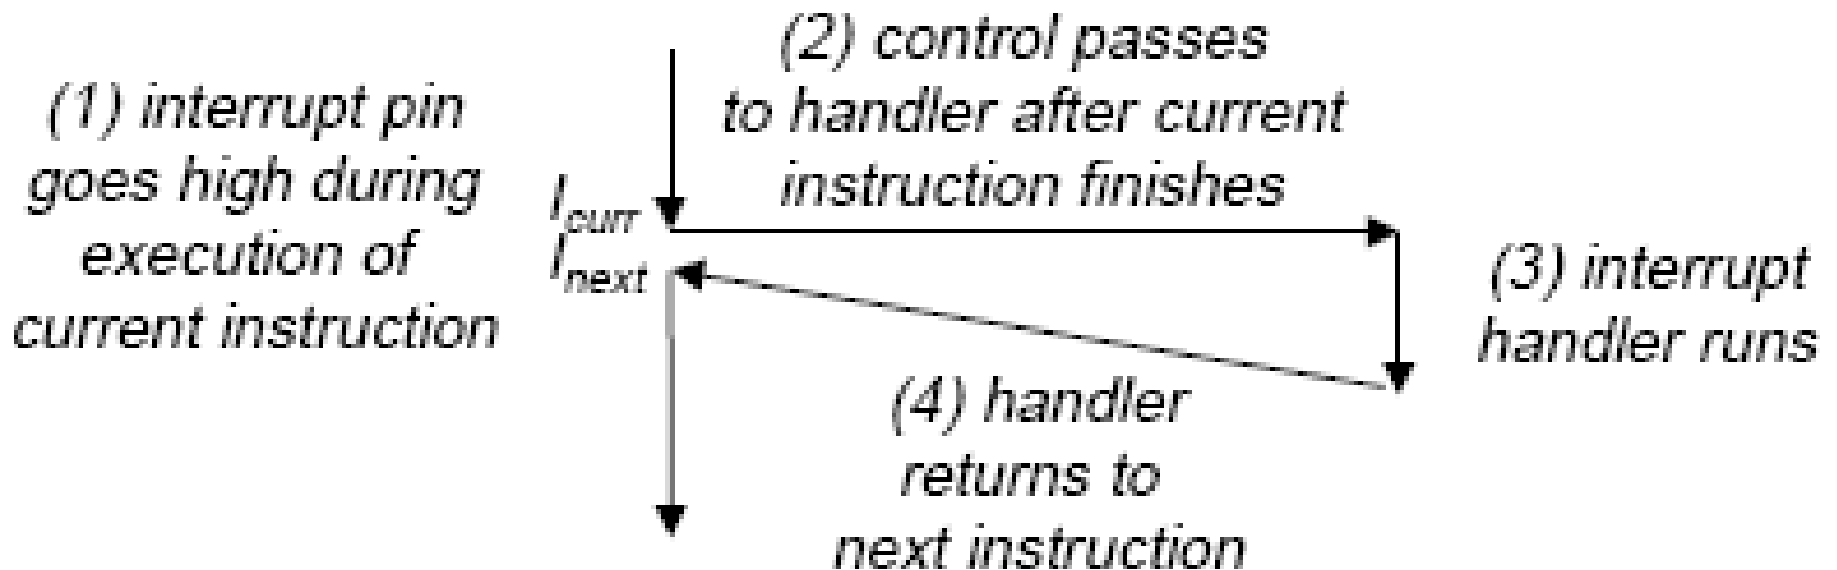 (1) interrupt pin
goes high during
execution of
current instruction
(2) control passes
to handler after current
instruction finishes
I_curr
I_next
(3) interrupt
handler runs
(4) handler
returns to
next instruction